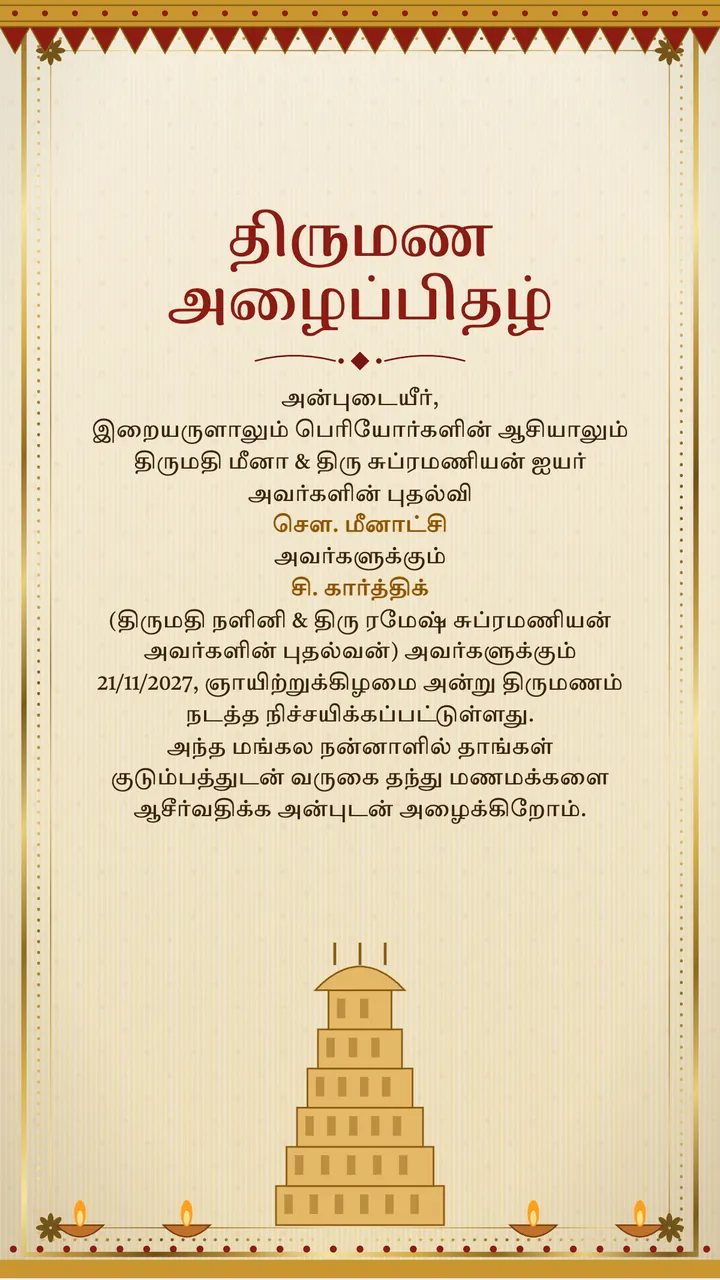 திருமண
அழைப்பிதழ்
அன்புடையீர்,
இறையருளாலும் பெரியோர்களின் ஆசியாலும்
திருமதி மீனா & திரு சுப்ரமணியன் ஐயர்
அவர்களின் புதல்வி
சௌ. மீனாட்சி
அவர்களுக்கும்
சி. கார்த்திக்
(திருமதி நளினி & திரு ரமேஷ் சுப்ரமணியன்
அவர்களின் புதல்வன்) அவர்களுக்கும்
21/11/2027, ஞாயிற்றுக்கிழமை அன்று திருமணம்
நடத்த நிச்சயிக்கப்பட்டுள்ளது.
அந்த மங்கல நன்னாளில் தாங்கள்
குடும்பத்துடன் வருகை தந்து மணமக்களை
ஆசீர்வதிக்க அன்புடன் அழைக்கிறோம்.